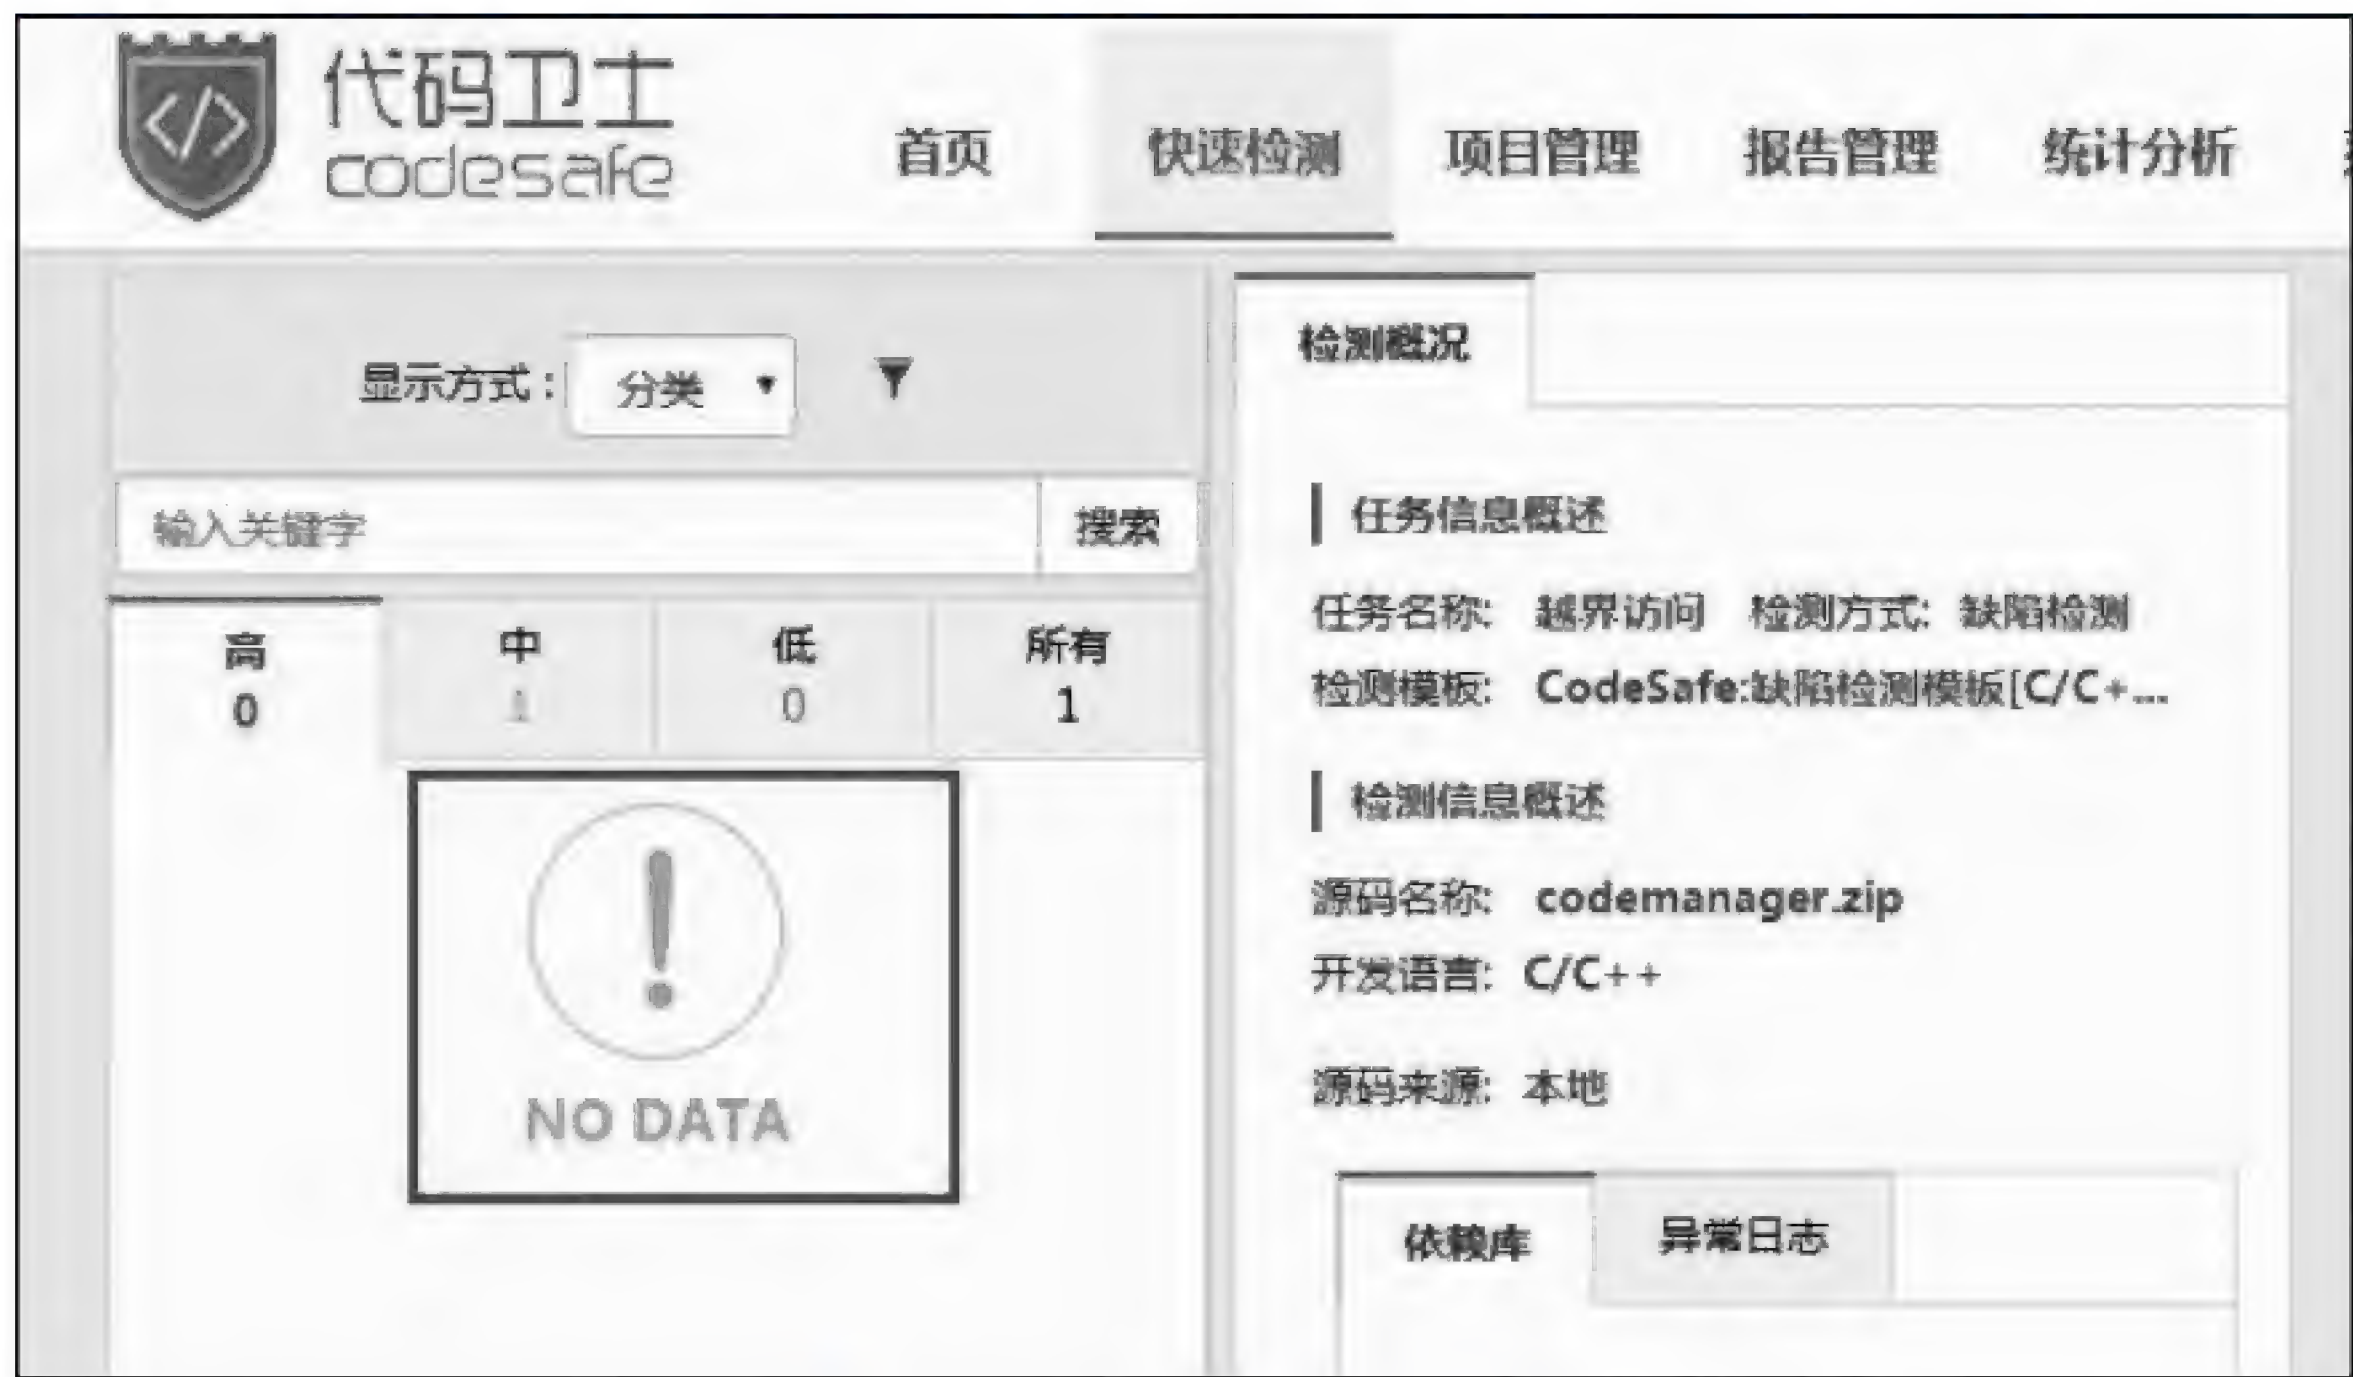 代码卫士
codesafe
首页 快速检测 项目管理 报告管理 统计分析
显示方式: 分类
输入关键字 搜索
高 中 低 所有
0 1 0 1
NO DATA
检测概况
任务信息概述
任务名称: 越界访问 检测方式: 缺陷检测
检测模板: CodeSafe:缺陷检测模板[C/C+...
检测信息概述
源码名称: codemanager.zip
开发语言: C/C++
源码来源: 本地
依赖库 异常日志